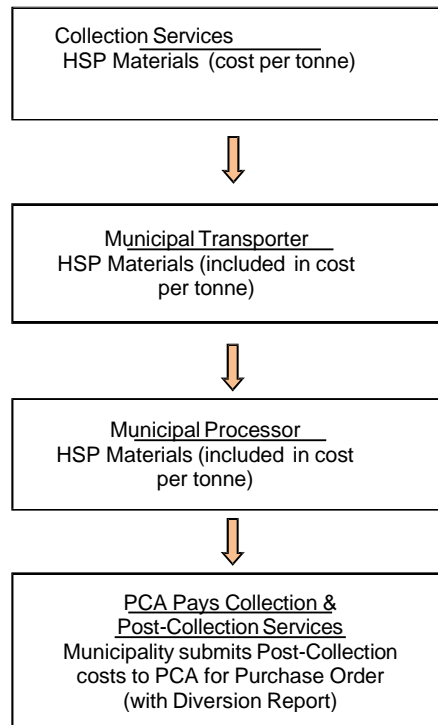 Collection Services
HSP Materials (cost per tonne)
Municipal Transporter
HSP Materials (included in cost
per tonne)
Municipal Processor
HSP Materials (included in cost
per tonne)
PCA Pays Collection &
Post-Collection Services
Municipality submits Post-Collection
costs to PCA for Purchase Order
(with Diversion Report)